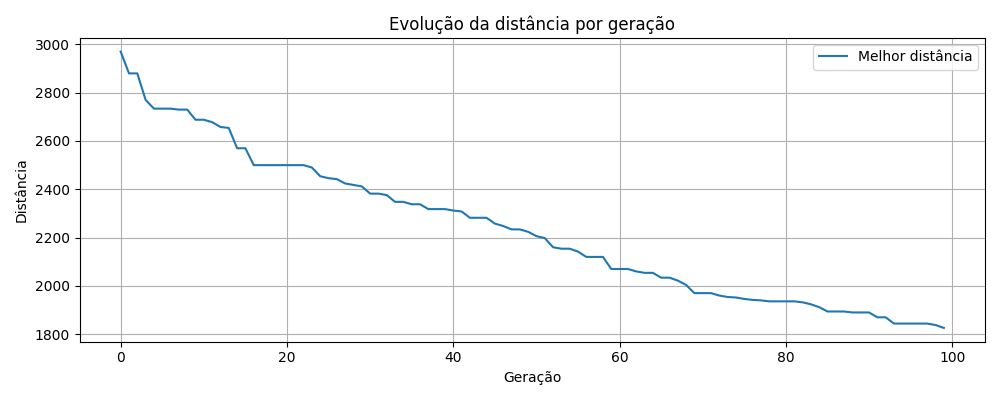 Evolução da distância por geração
Melhor distância
Distância
3000
2800
2600
2400
2200
2000
1800
0 20 40 60 80 100
Geração